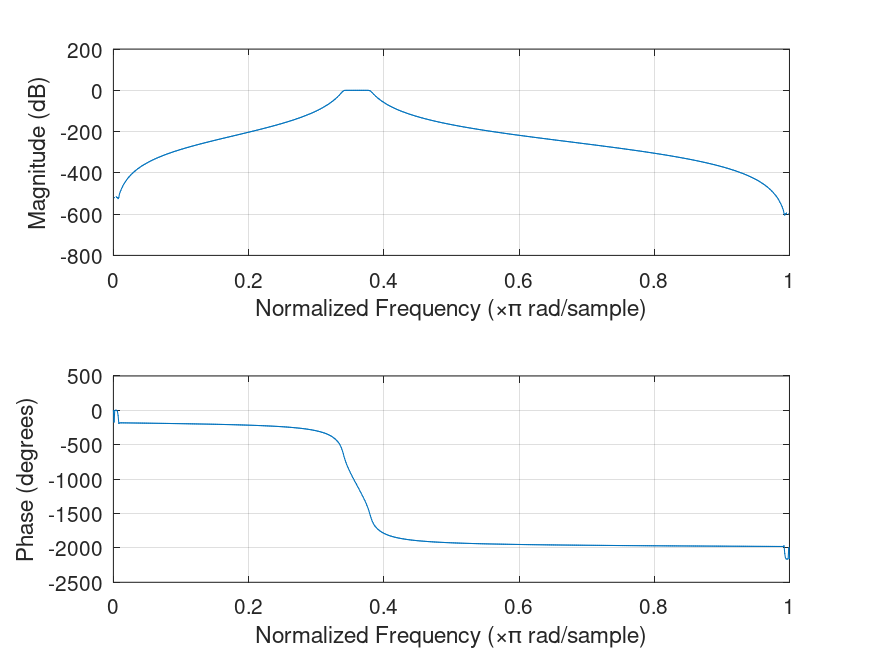 200
0
-200
-400
-600
-800
Magnitude (dB)
0 0.2 0.4 0.6 0.8 1
Normalized Frequency (×π rad/sample)
500
0
-500
-1000
-1500
-2000
-2500
Phase (degrees)
0 0.2 0.4 0.6 0.8 1
Normalized Frequency (×π rad/sample)